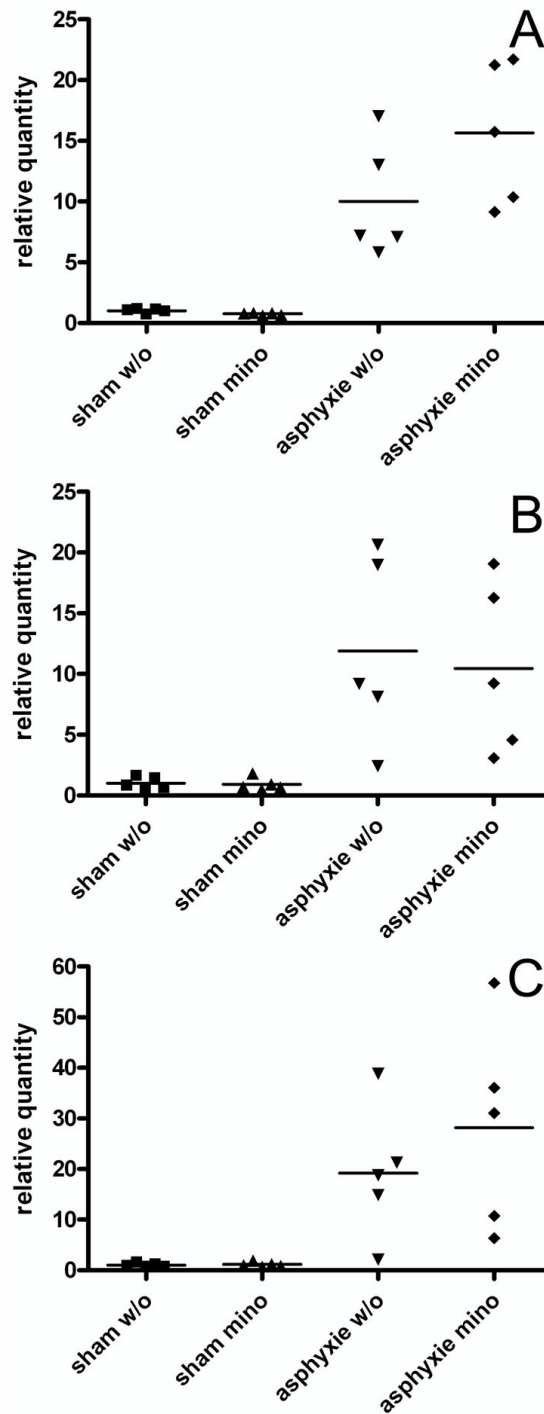 A
25
20
15
10
5
0
relative quantity
sham w/o
sham mino
asphyxie w/o
asphyxie mino
B
25
20
15
10
5
0
relative quantity
sham w/o
sham mino
asphyxie w/o
asphyxie mino
C
60
50
40
30
20
10
0
relative quantity
sham w/o
sham mino
asphyxie w/o
asphyxie mino